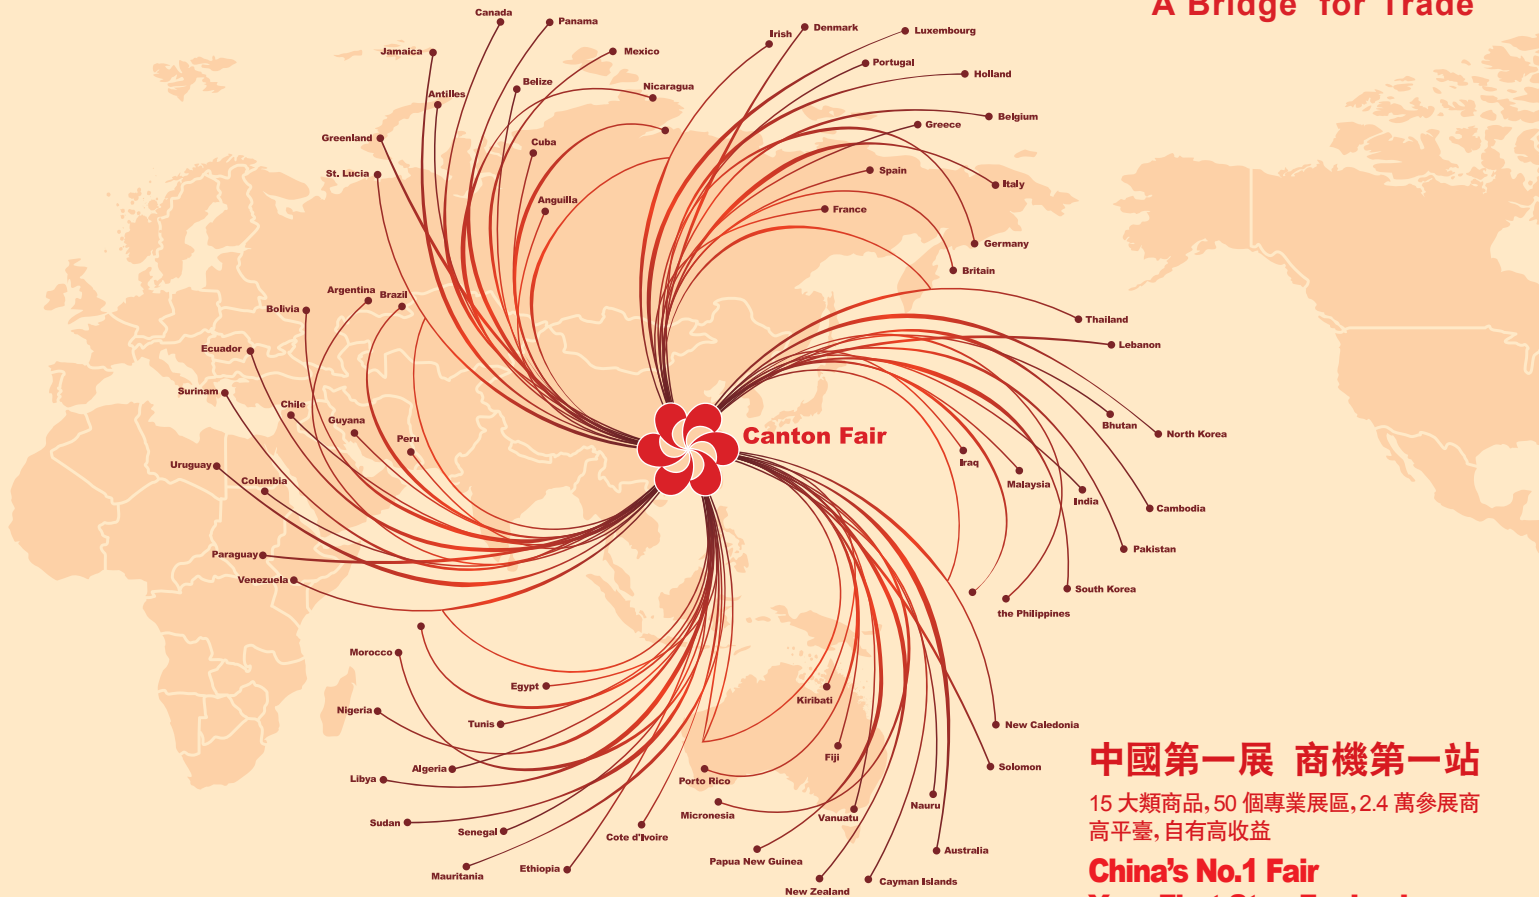 A Bridge for Trade
Canada
Panama
Jamaica
Mexico
Belize
Nicaragua
Antilles
Greenland
Cuba
St. Lucia
Anguilla
Irish
Denmark
Luxembourg
Portugal
Holland
Belgium
Greece
Spain
Italy
France
Germany
Britain
Argentina
Brazil
Bolivia
Ecuador
Surinam
Chile
Guyana
Peru
Uruguay
Columbia
Paraguay
Venezuela
Thailand
Lebanon
Bhutan
North Korea
Iraq
Malaysia
India
Cambodia
Pakistan
South Korea
the Philippines
Canton Fair
Morocco
Egypt
Nigeria
Tunis
Algeria
Libya
Sudan
Senegal
Cote d'Ivoire
Mauritania
Ethiopia
Kiribati
New Caledonia
Fiji
Solomon
Porto Rico
Micronesia
Vanuatu
Nauru
Papua New Guinea
Australia
New Zealand
Cayman Islands
中國第一展 商機第一站
15 大類商品,50 個專業展區,2.4 萬參展商
高平臺,自有高收益
China's No.1 Fair